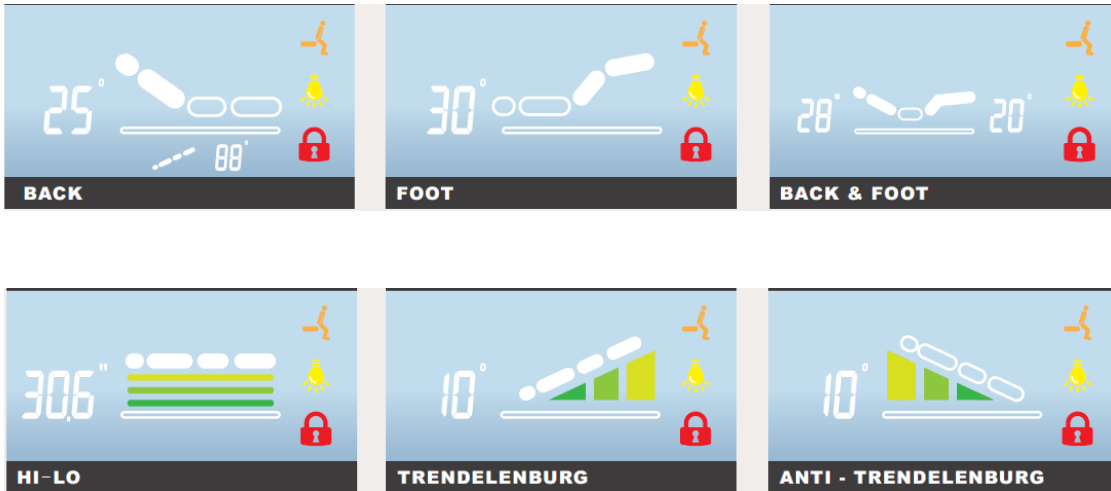 25°
88°
BACK
30°
FOOT
28° 20°
BACK & FOOT
30,6"
HI-LO
10°
TRENDELENBURG
10°
ANTI - TRENDELENBURG